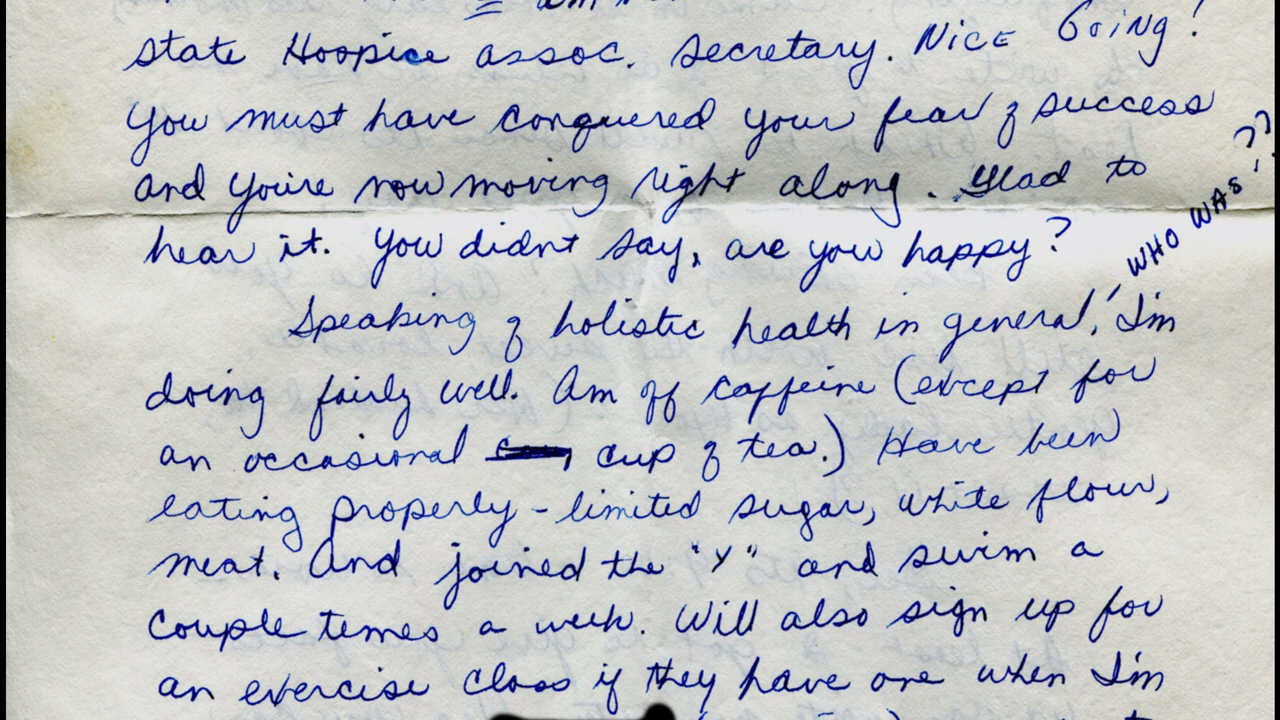 state Hospice assoc. secretary. NICE GOING!
You must have conquered your fear of success
and you're now moving right along. Glad to
hear it. You didn't say, are you happy?
WHO WAS??
Speaking of holistic health in general, I'm
doing fairly well. Am off caffeine (except for
an occasional cup of tea.) Have been
eating properly - limited sugar, white flour,
meat. And joined the "Y" and swim a
couple times a week. Will also sign up for
an exercise class if they have one when I'm